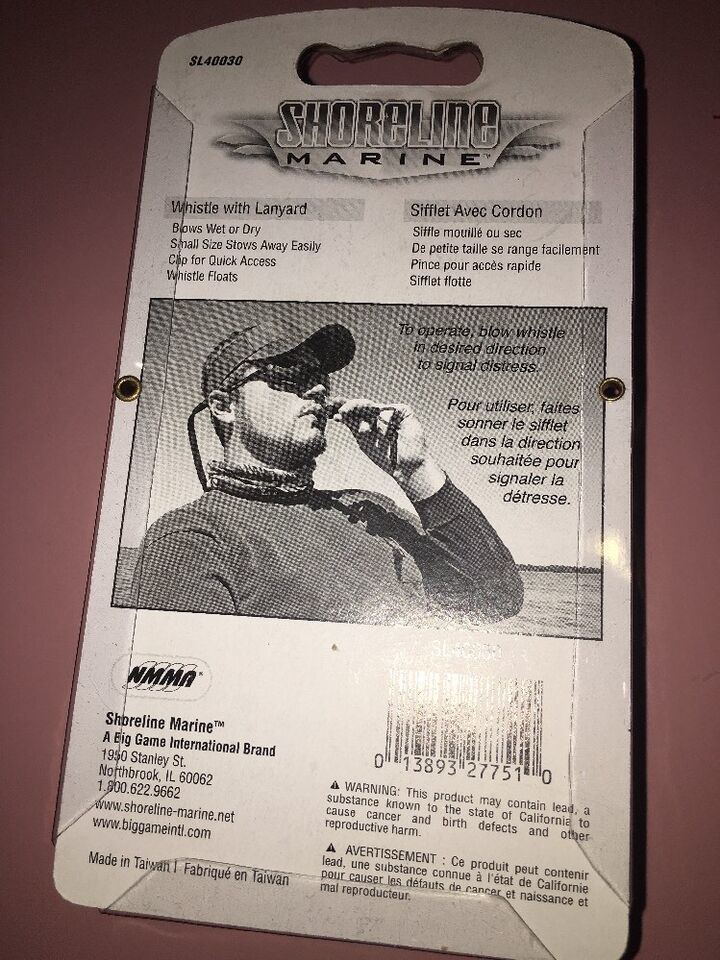 SL40030
SHORELINE
MARINE™
Whistle with Lanyard
Blows Wet or Dry
Small Size Stows Away Easily
Clip for Quick Access
Whistle Floats
Sifflet Avec Cordon
Siffle mouillé ou sec
De petite taille se range facilement
Pince pour accès rapide
Sifflet flotte
To operate, blow whistle
in desired direction
to signal distress.
Pour utiliser, faites
sonner le sifflet
dans la direction
souhaitée pour
signaler la
détresse.
NMMA®
Shoreline Marine™
A Big Game International Brand
1950 Stanley St.
Northbrook, IL 60062
1.800.622.9662
www.shoreline-marine.net
www.biggameintl.com
Made in Taiwan | Fabriqué en Taiwan
SL40030
0 13893 27751 0
⚠ WARNING: This product may contain lead, a
substance known to the state of California to
cause cancer and birth defects and other
reproductive harm.
⚠ AVERTISSEMENT : Ce produit peut contenir
lead, une substance connue à l'état de Californie
pour causer les défauts de cancer et naissance et
mal reproducteur.